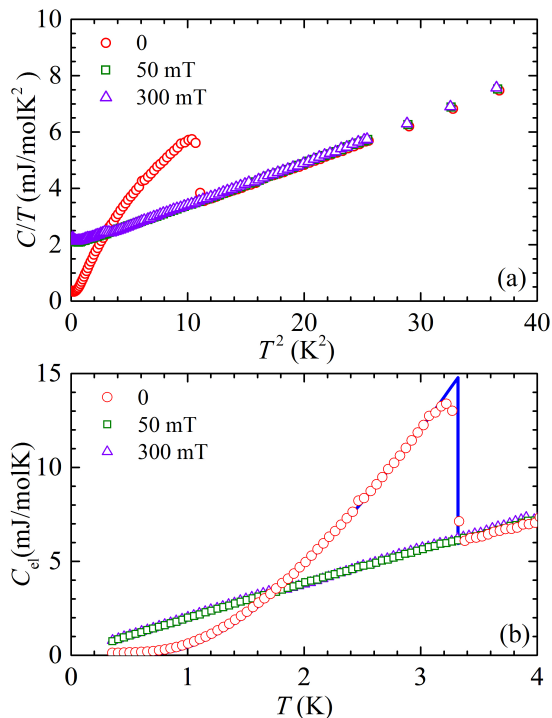 10
8
6
4
2
0
C/T (mJ/molK²)
0
50 mT
300 mT
(a)
0 10 20 30 40
T² (K²)
15
10
5
0
C_el(mJ/molK)
0
50 mT
300 mT
(b)
0 1 2 3 4
T (K)